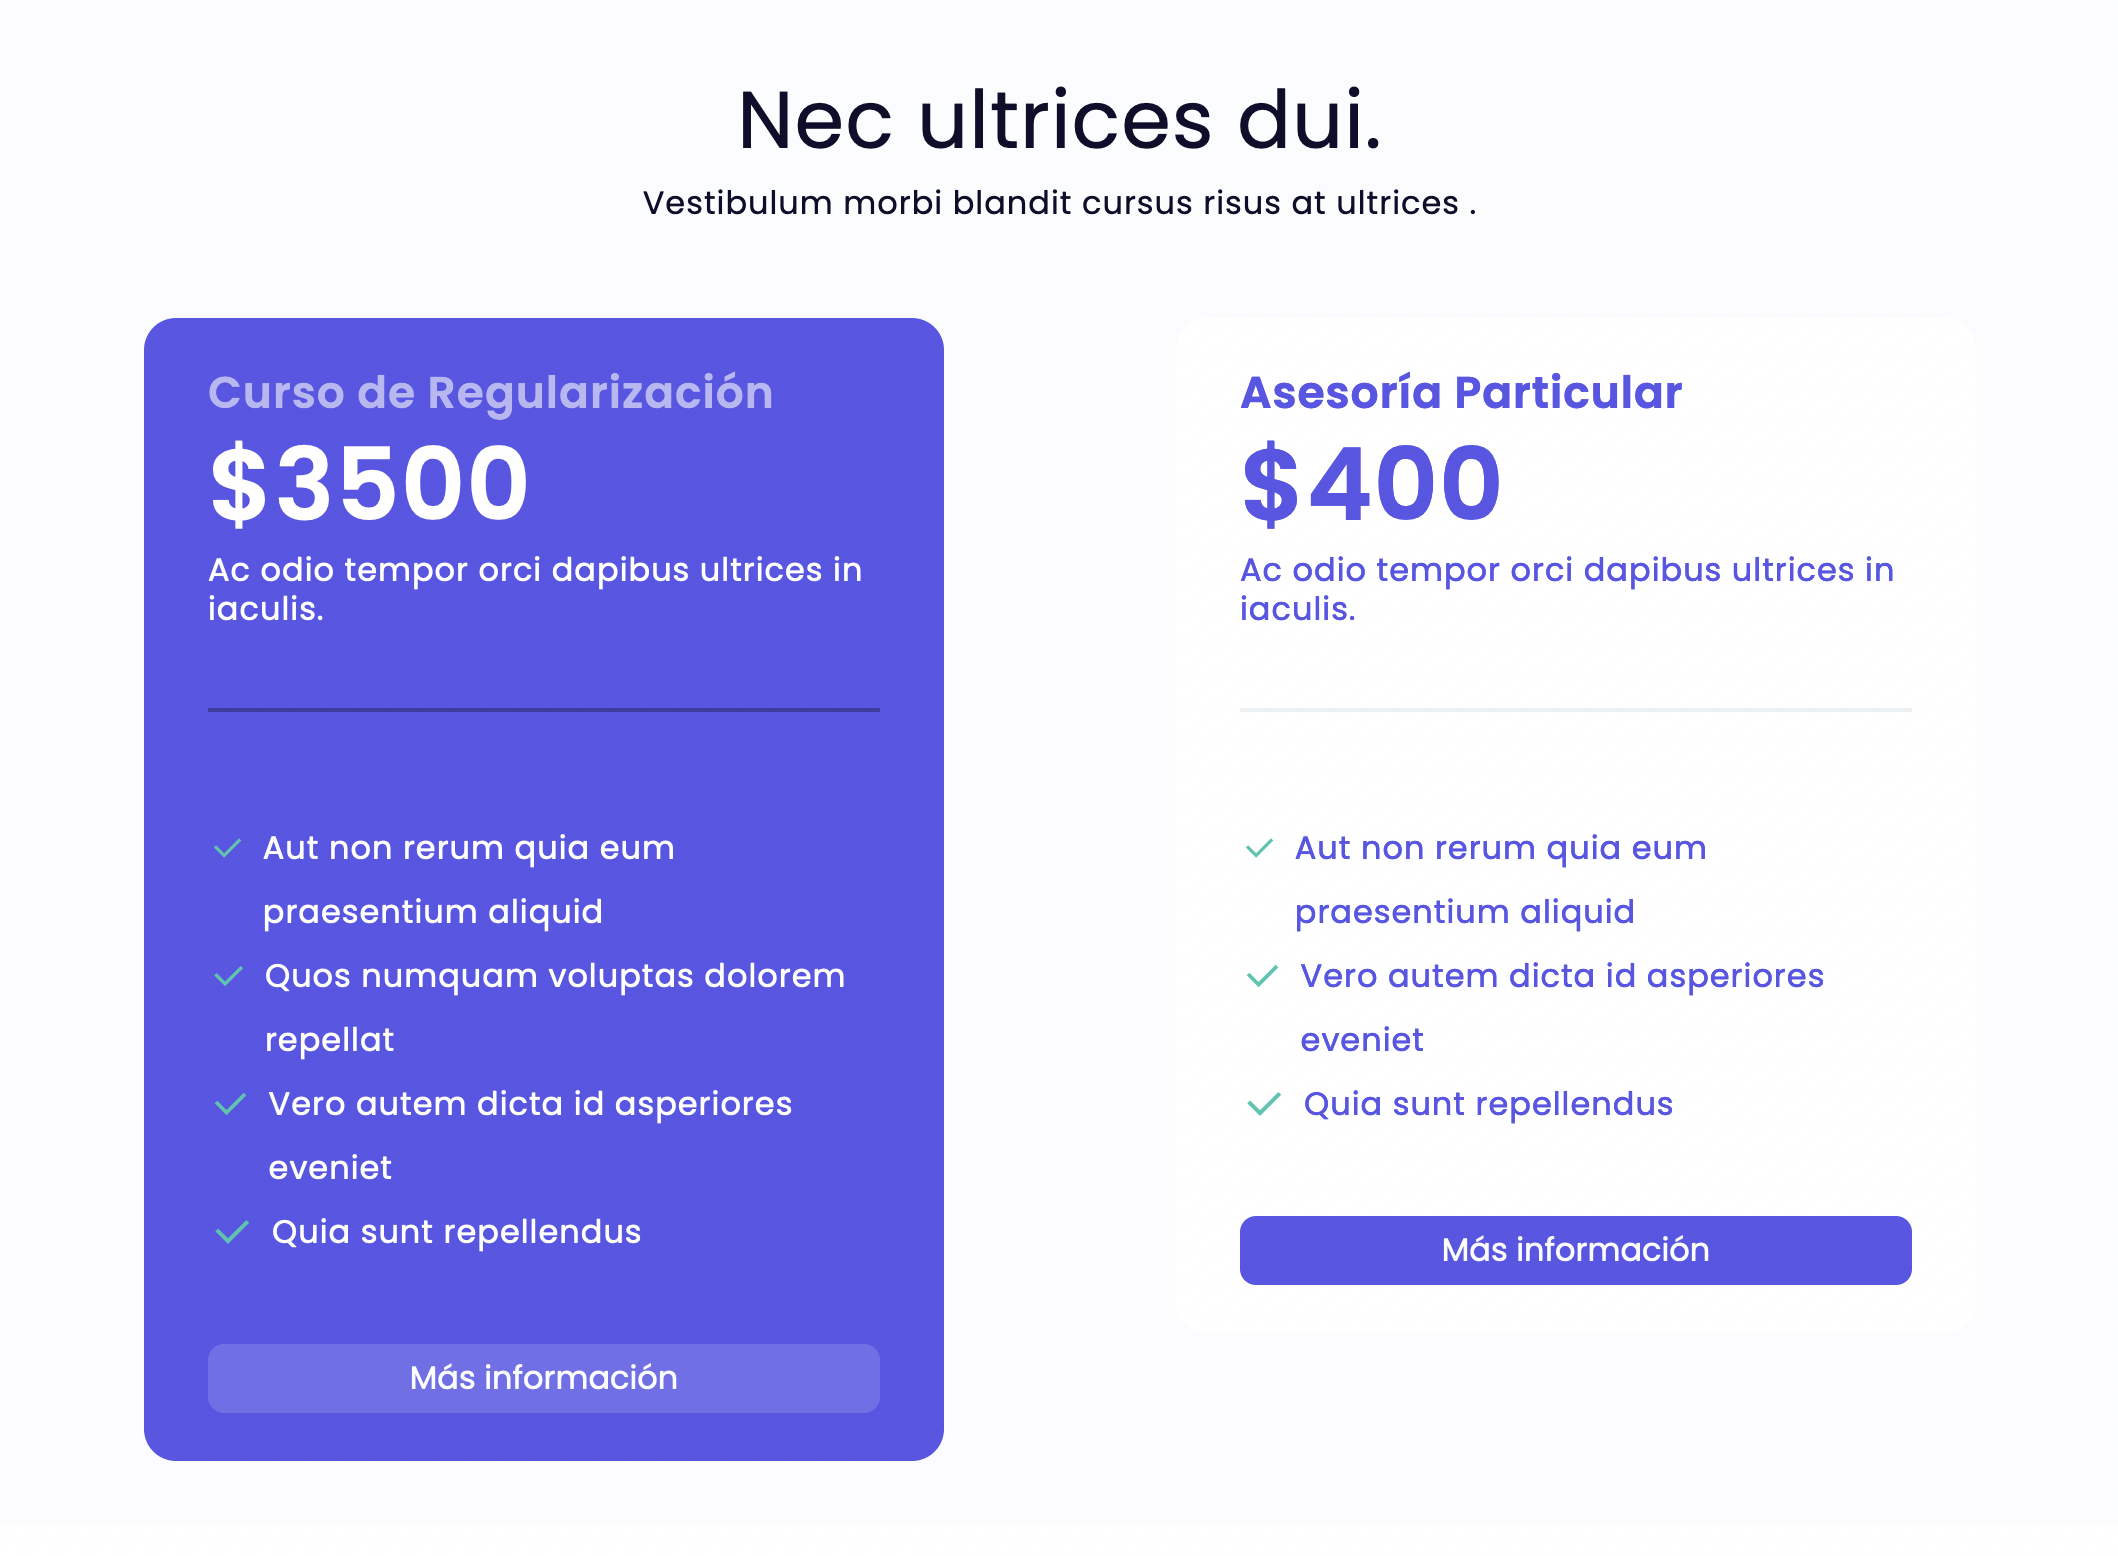 Nec ultrices dui.
Vestibulum morbi blandit cursus risus at ultrices .
Curso de Regularización
$3500
Ac odio tempor orci dapibus ultrices in
iaculis.
Aut non rerum quia eum
praesentium aliquid
Quos numquam voluptas dolorem
repellat
Vero autem dicta id asperiores
eveniet
Quia sunt repellendus
Más información
Asesoría Particular
$400
Ac odio tempor orci dapibus ultrices in
iaculis.
Aut non rerum quia eum
praesentium aliquid
Vero autem dicta id asperiores
eveniet
Quia sunt repellendus
Más información